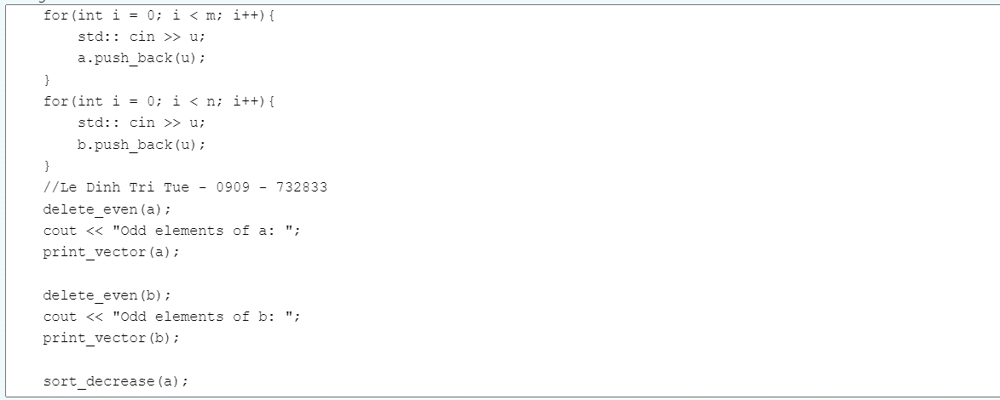 for(int i = 0; i < m; i++){
    std:: cin >> u;
    a.push_back(u);
}
for(int i = 0; i < n; i++){
    std:: cin >> u;
    b.push_back(u);
}
//Le Dinh Tri Tue - 0909 - 732833
delete_even(a);
cout << "Odd elements of a: ";
print_vector(a);

delete_even(b);
cout << "Odd elements of b: ";
print_vector(b);

sort_decrease(a);